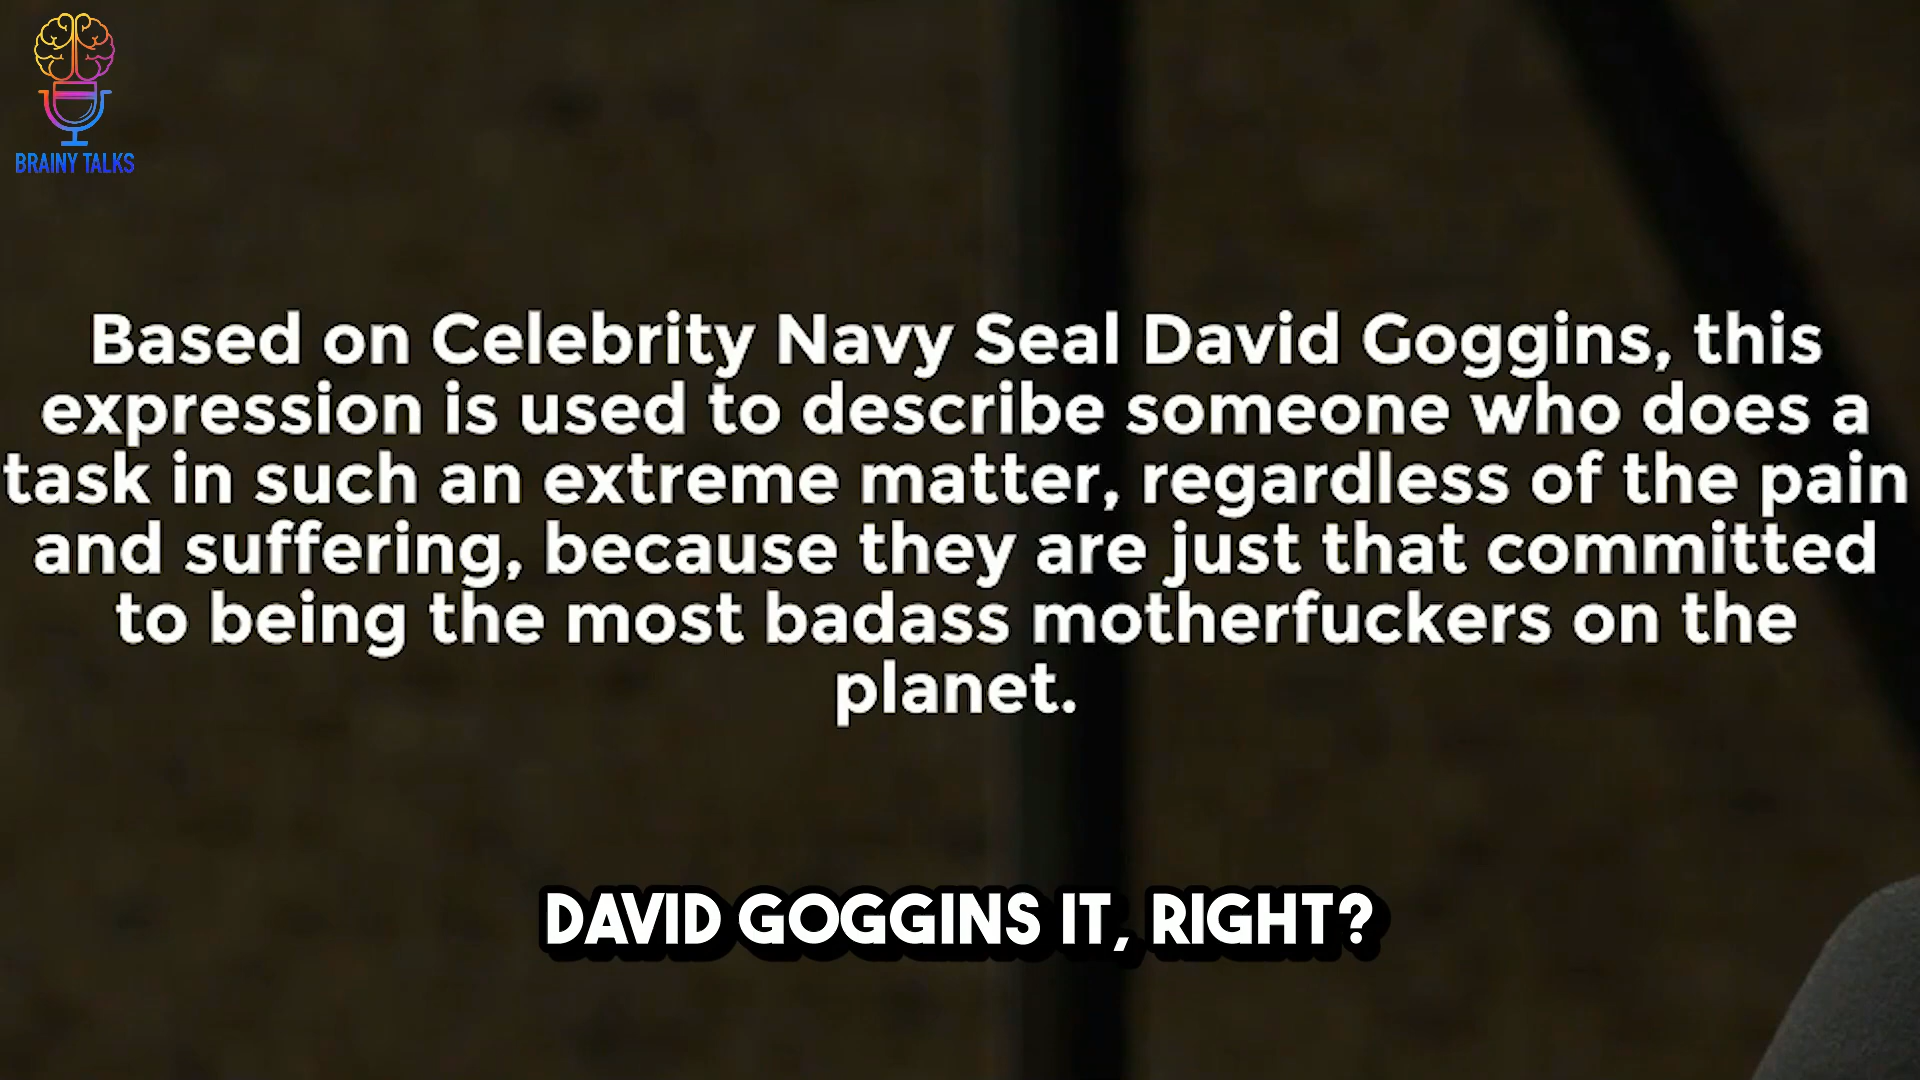 BRAINY TALKS
Based on Celebrity Navy Seal David Goggins, this
expression is used to describe someone who does a
task in such an extreme matter, regardless of the pain
and suffering, because they are just that committed
to being the most badass motherfuckers on the
planet.
DAVID GOGGINS IT, RIGHT?